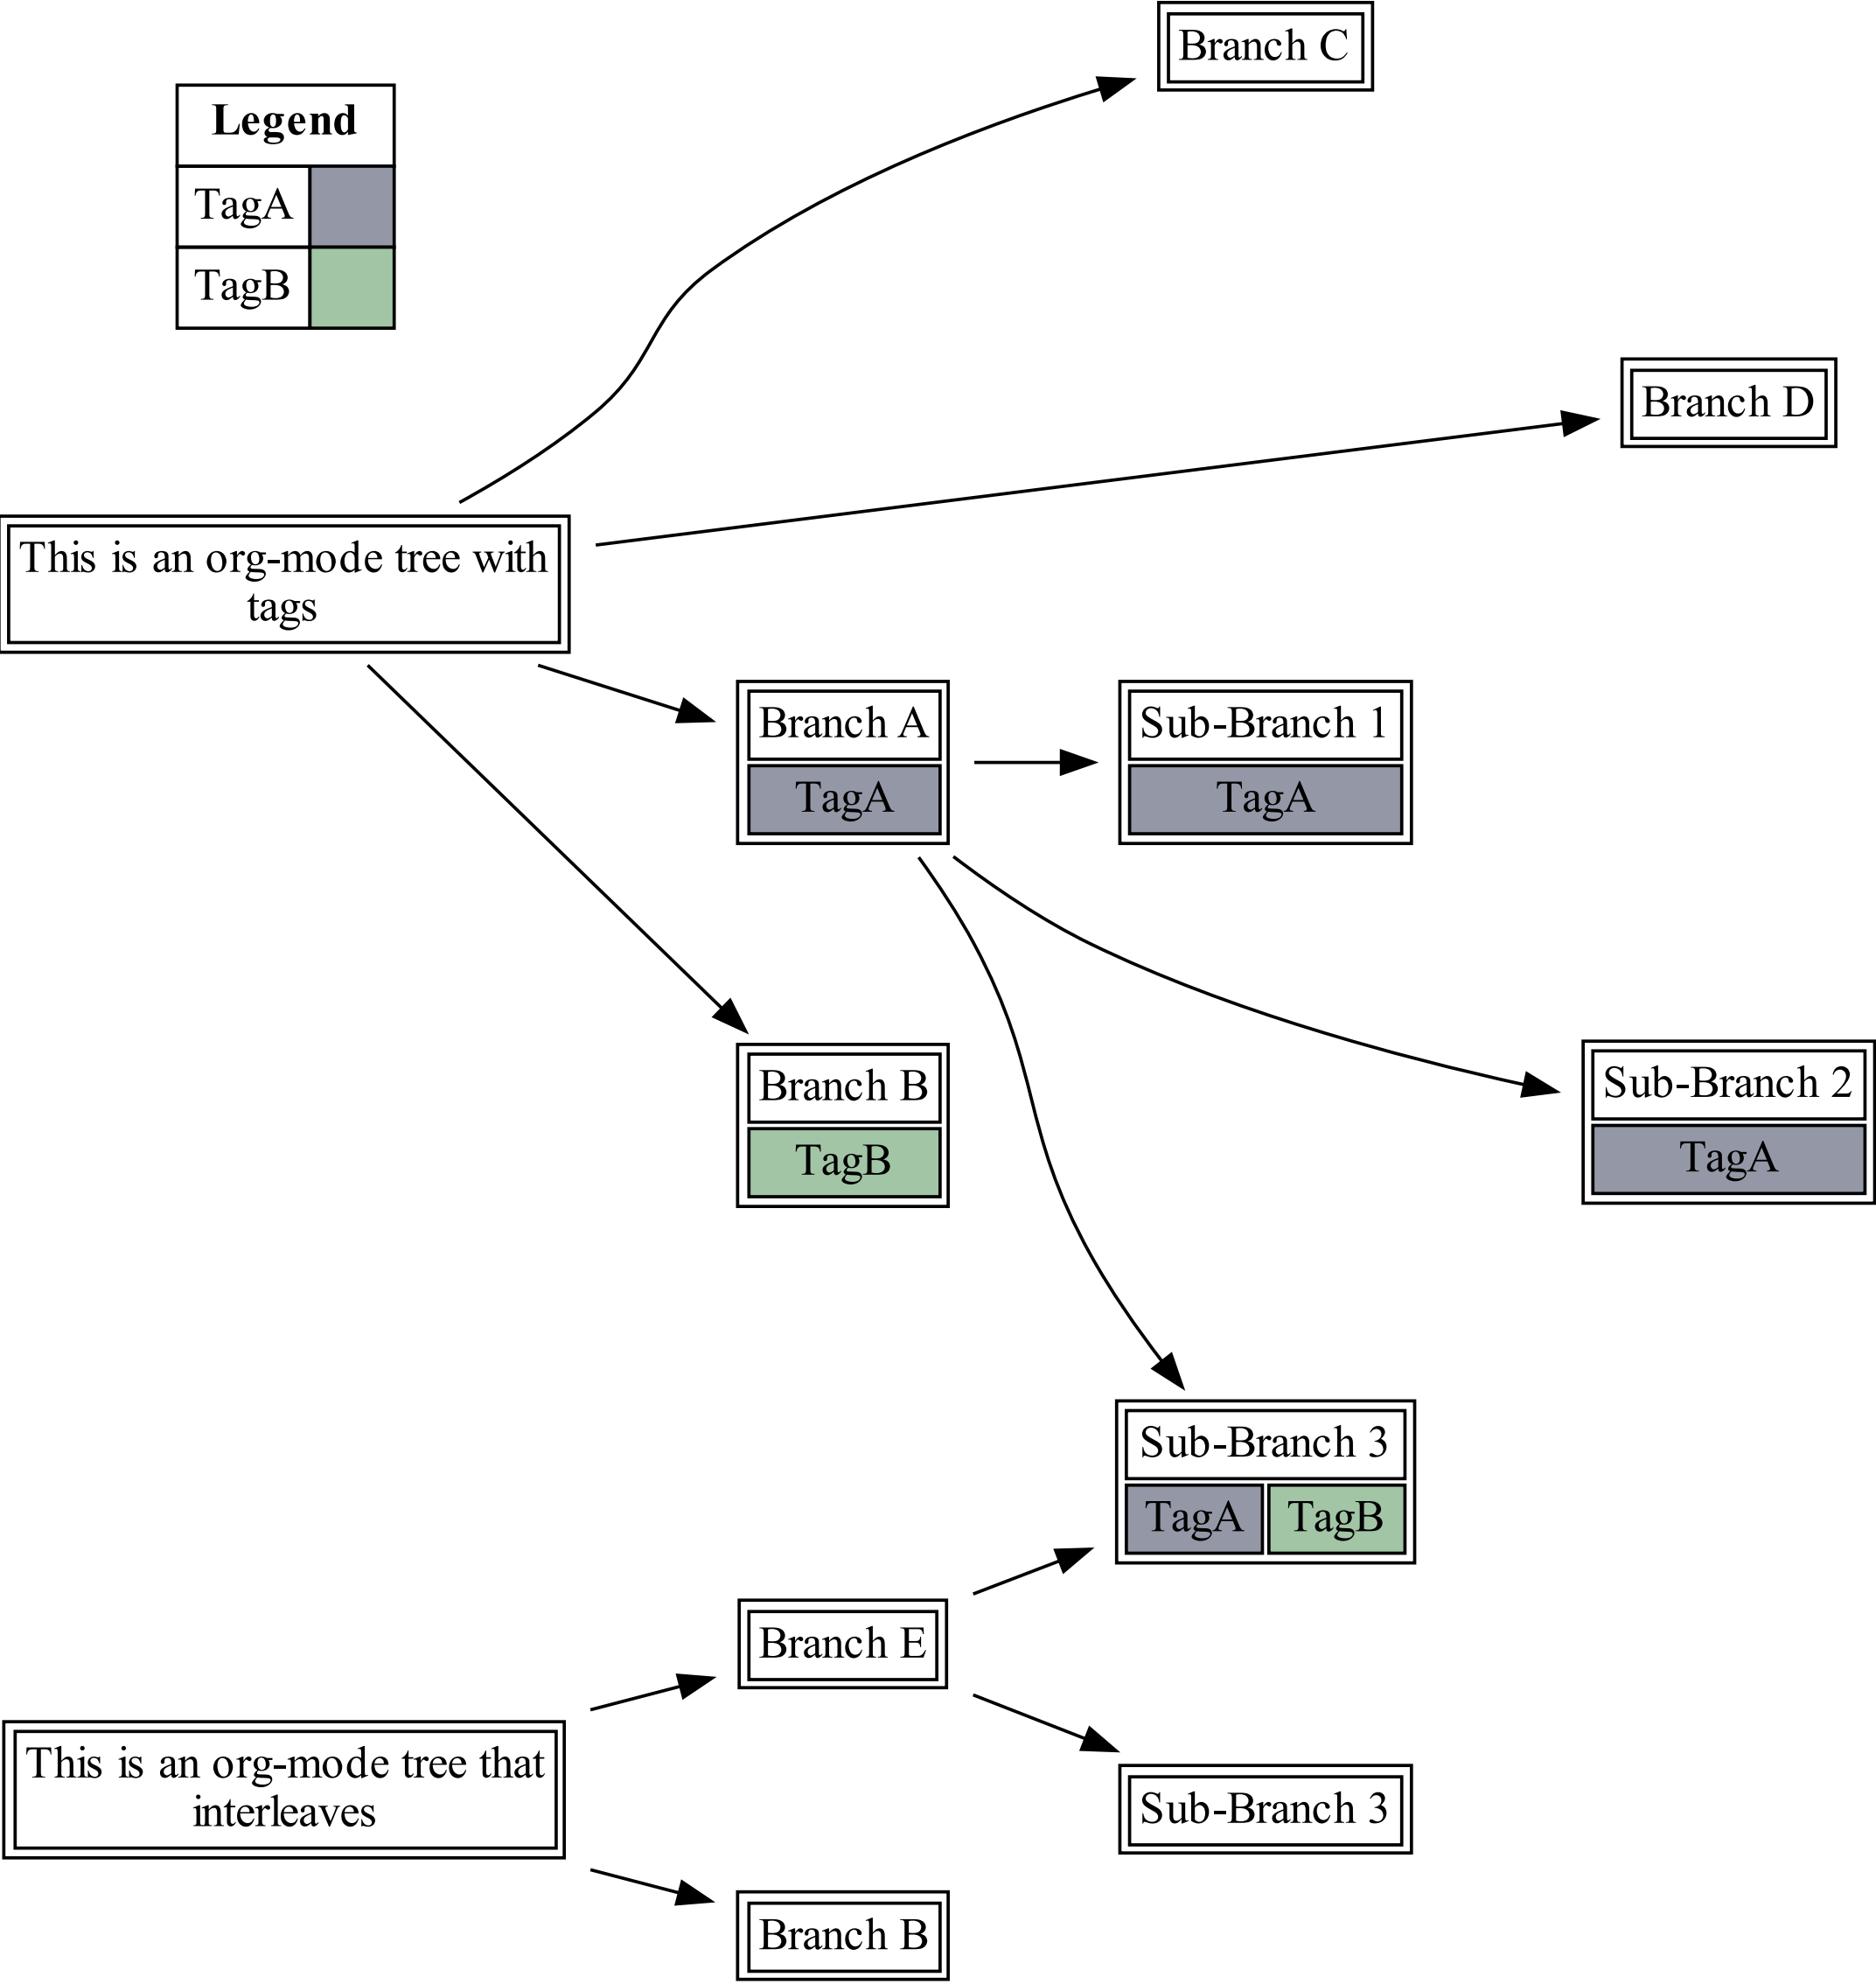 Branch C
Legend
TagA
TagB
Branch D
This is an org-mode tree with
tags
Branch A
TagA
Sub-Branch 1
TagA
Branch B
TagB
Sub-Branch 2
TagA
Sub-Branch 3
TagA TagB
Branch E
This is an org-mode tree that
interleaves
Sub-Branch 3
Branch B